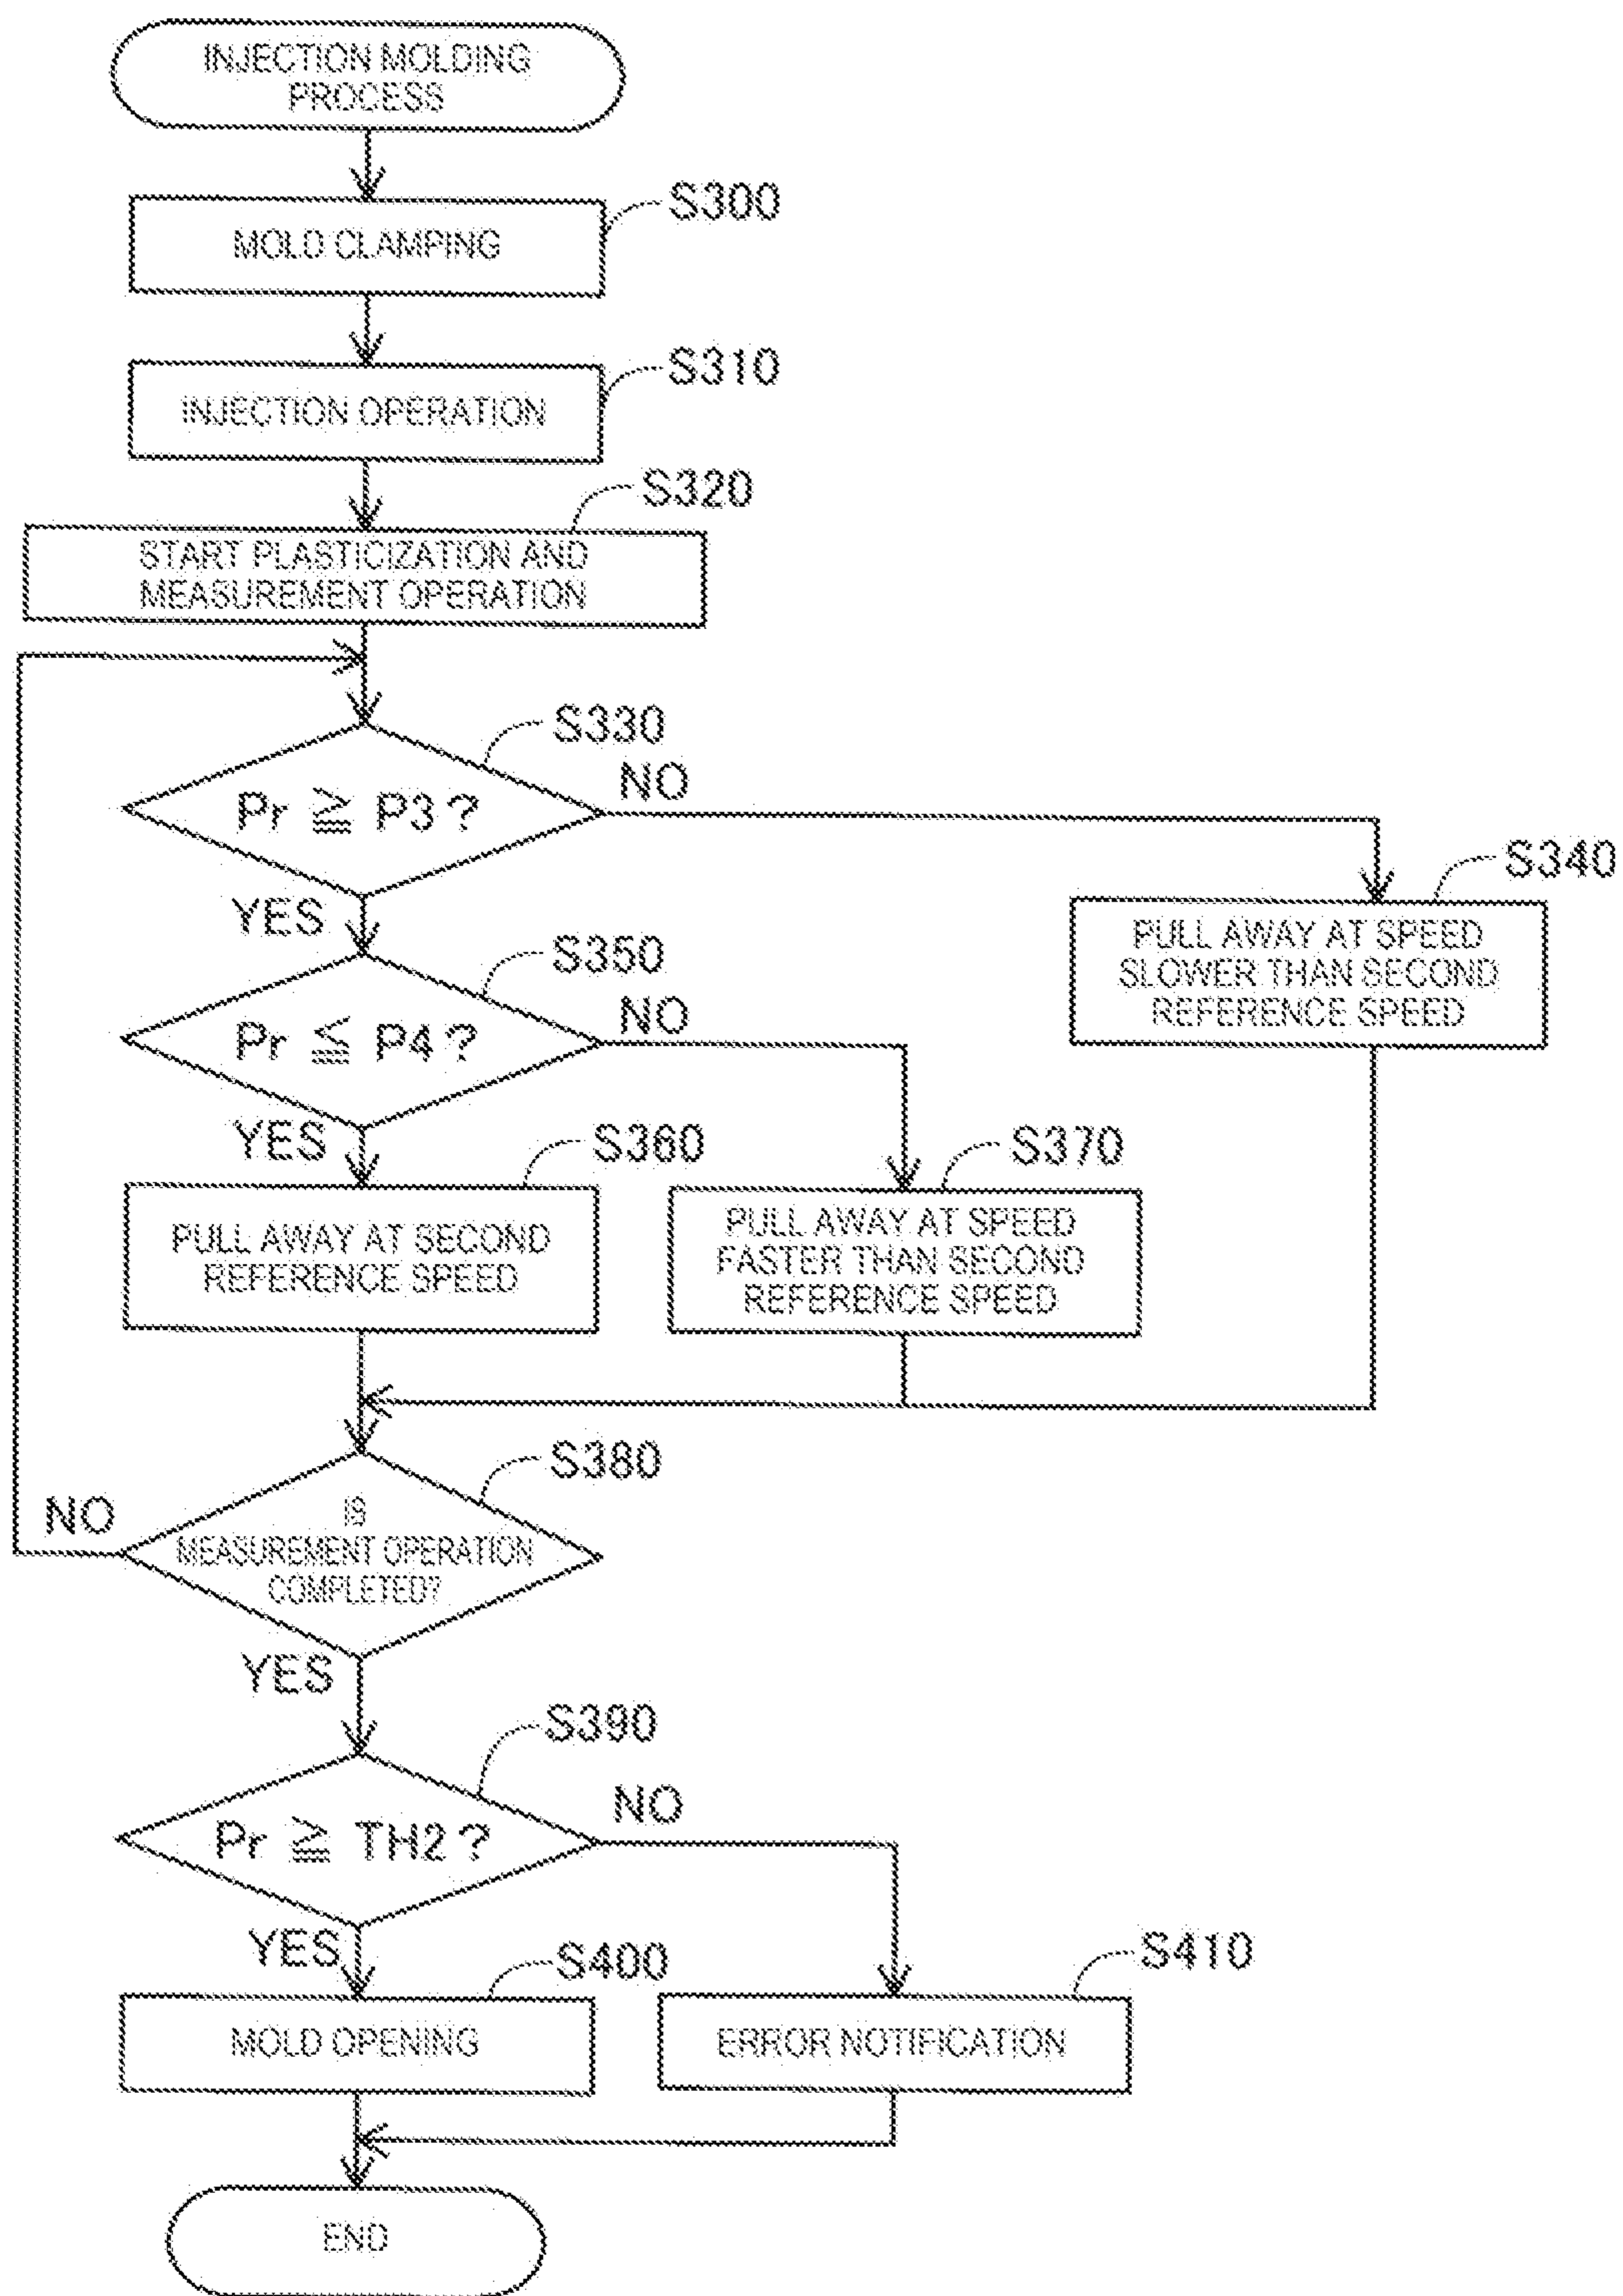 INJECTION MOLDING
PROCESS
S300
MOLD CLAMPING
S310
INJECTION OPERATION
S320
START PLASTICIZATION AND
MEASUREMENT OPERATION
S330
Pr ≧ P3?
NO
YES
S340
PULL AWAY AT SPEED
SLOWER THAN SECOND
REFERENCE SPEED
S350
Pr ≦ P4?
NO
YES
S360
PULL AWAY AT SECOND
REFERENCE SPEED
S370
PULL AWAY AT SPEED
FASTER THAN SECOND
REFERENCE SPEED
S380
IS
MEASUREMENT OPERATION
COMPLETED?
NO
YES
S390
Pr ≧ TH2?
NO
YES
S400
MOLD OPENING
S410
ERROR NOTIFICATION
END